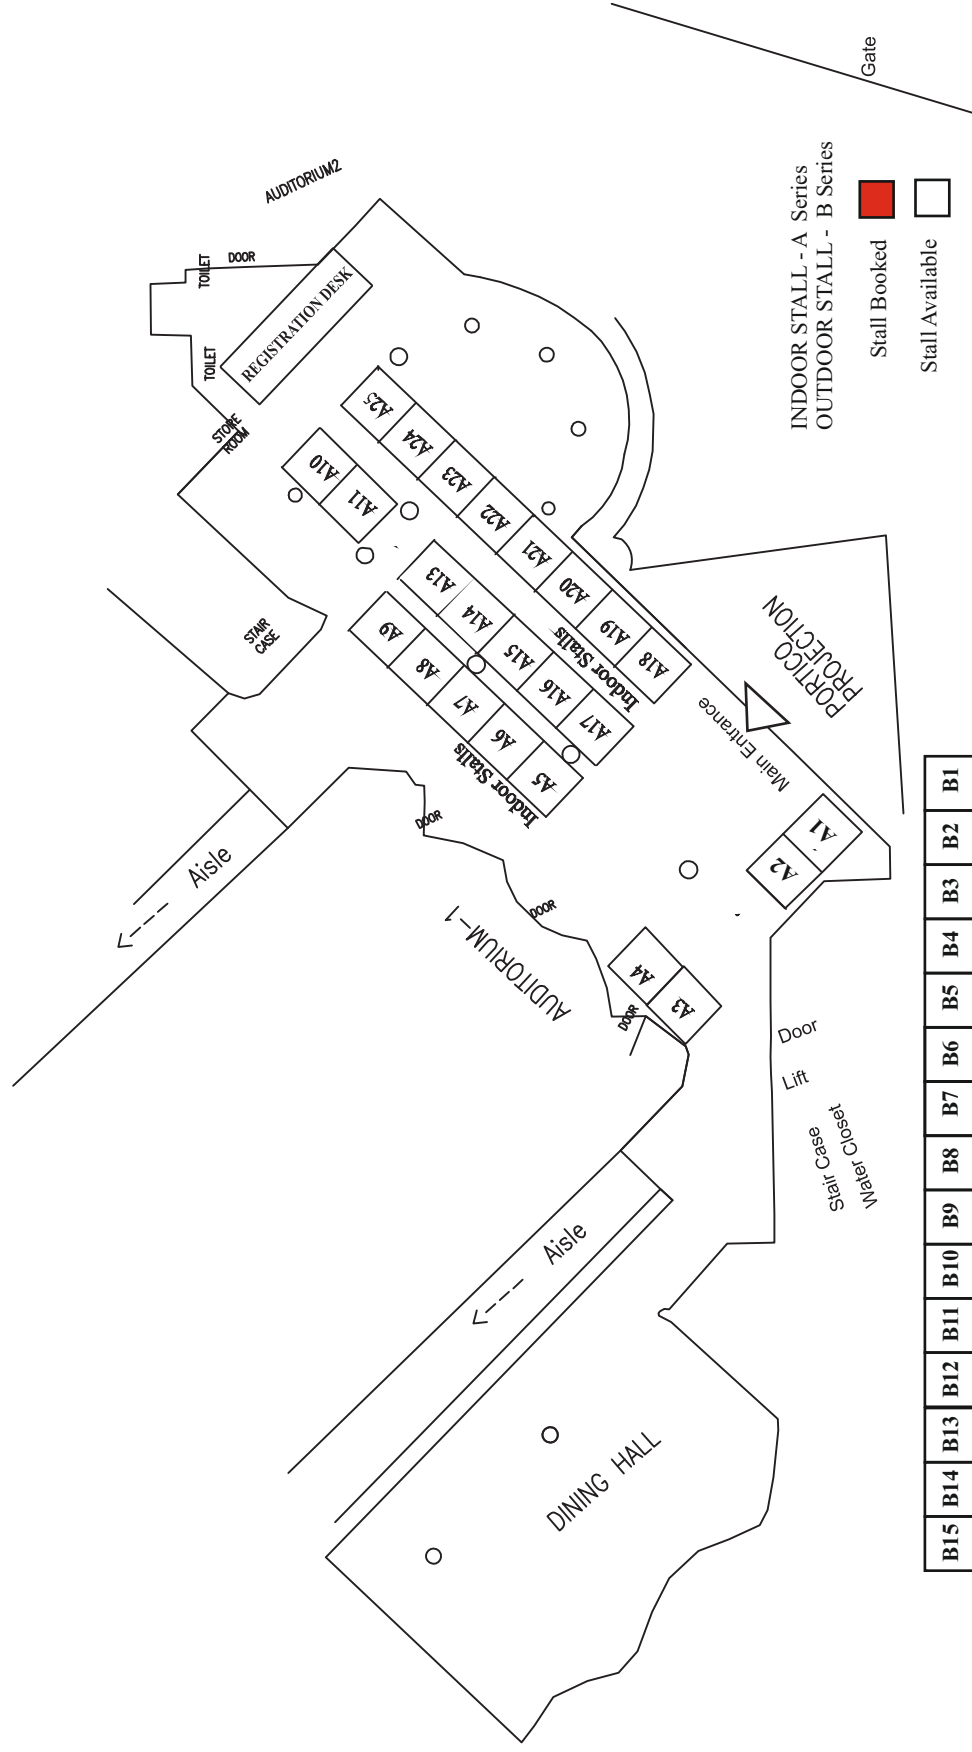 Gate
AUDITORIUM2
TOILET
DOOR
REGISTRATION DESK
TOILET
STORE
ROOM
INDOOR STALL - A Series
OUTDOOR STALL - B Series
Stall Booked
Stall Available
A25
A24
A23
A22
A21
A20
A19
A18
A10
A11
A13
A14
A15
A16
A17
Indoor Stalls
A9
A8
A7
A6
A5
Indoor Stalls
STAIR
CASE
PORTICO
PROJECTION
Main Entrance
A1
A2
A4
A3
Aisle
DOOR
DOOR
DOOR
AUDITORIUM-1
Door
Lift
Stair Case
Water Closet
Aisle
DINING HALL
B15
B14
B13
B12
B11
B10
B9
B8
B7
B6
B5
B4
B3
B2
B1